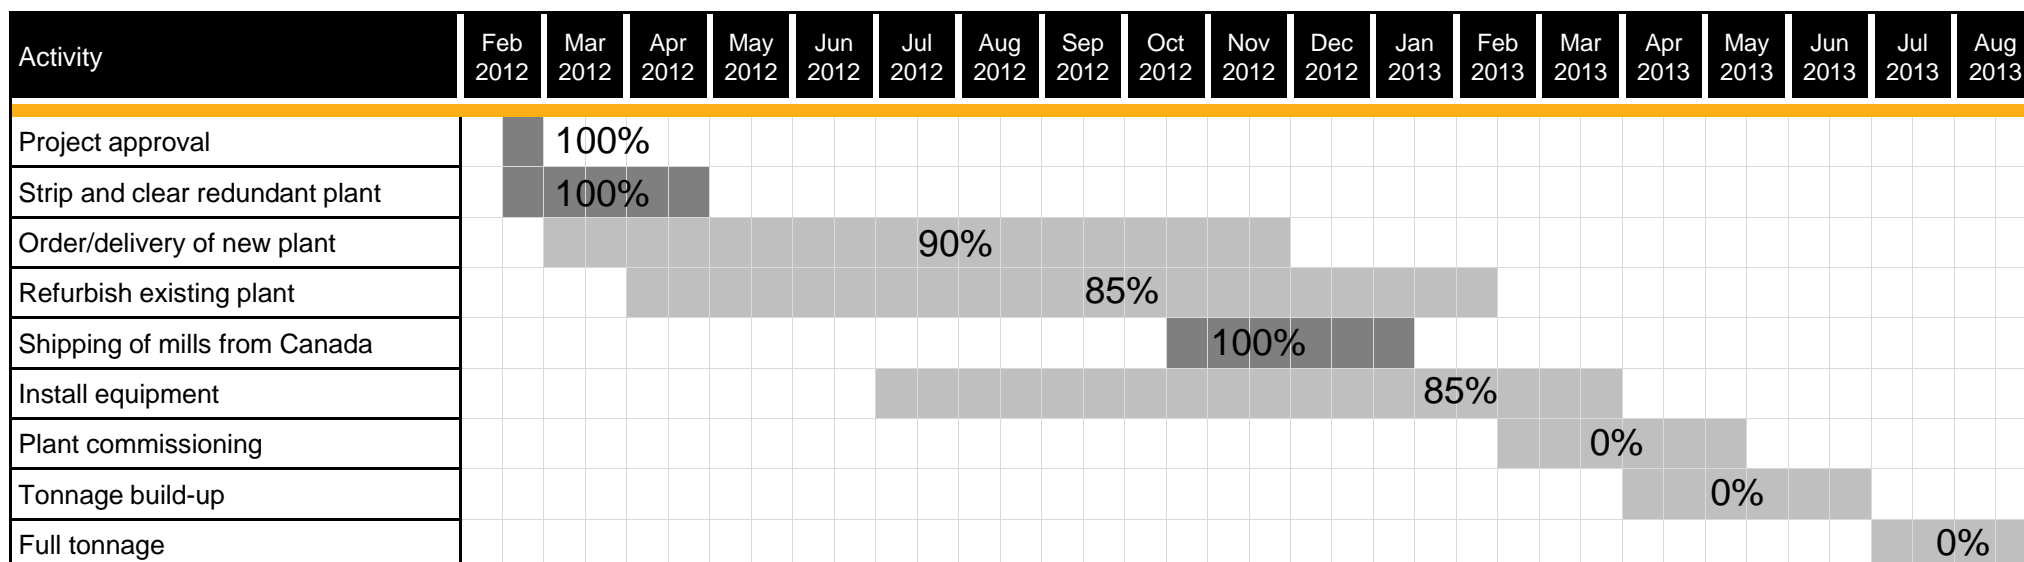 Activity
Feb 2012
Mar 2012
Apr 2012
May 2012
Jun 2012
Jul 2012
Aug 2012
Sep 2012
Oct 2012
Nov 2012
Dec 2012
Jan 2013
Feb 2013
Mar 2013
Apr 2013
May 2013
Jun 2013
Jul 2013
Aug 2013
Project approval 100%
Strip and clear redundant plant 100%
Order/delivery of new plant 90%
Refurbish existing plant 85%
Shipping of mills from Canada 100%
Install equipment 85%
Plant commissioning 0%
Tonnage build-up 0%
Full tonnage 0%